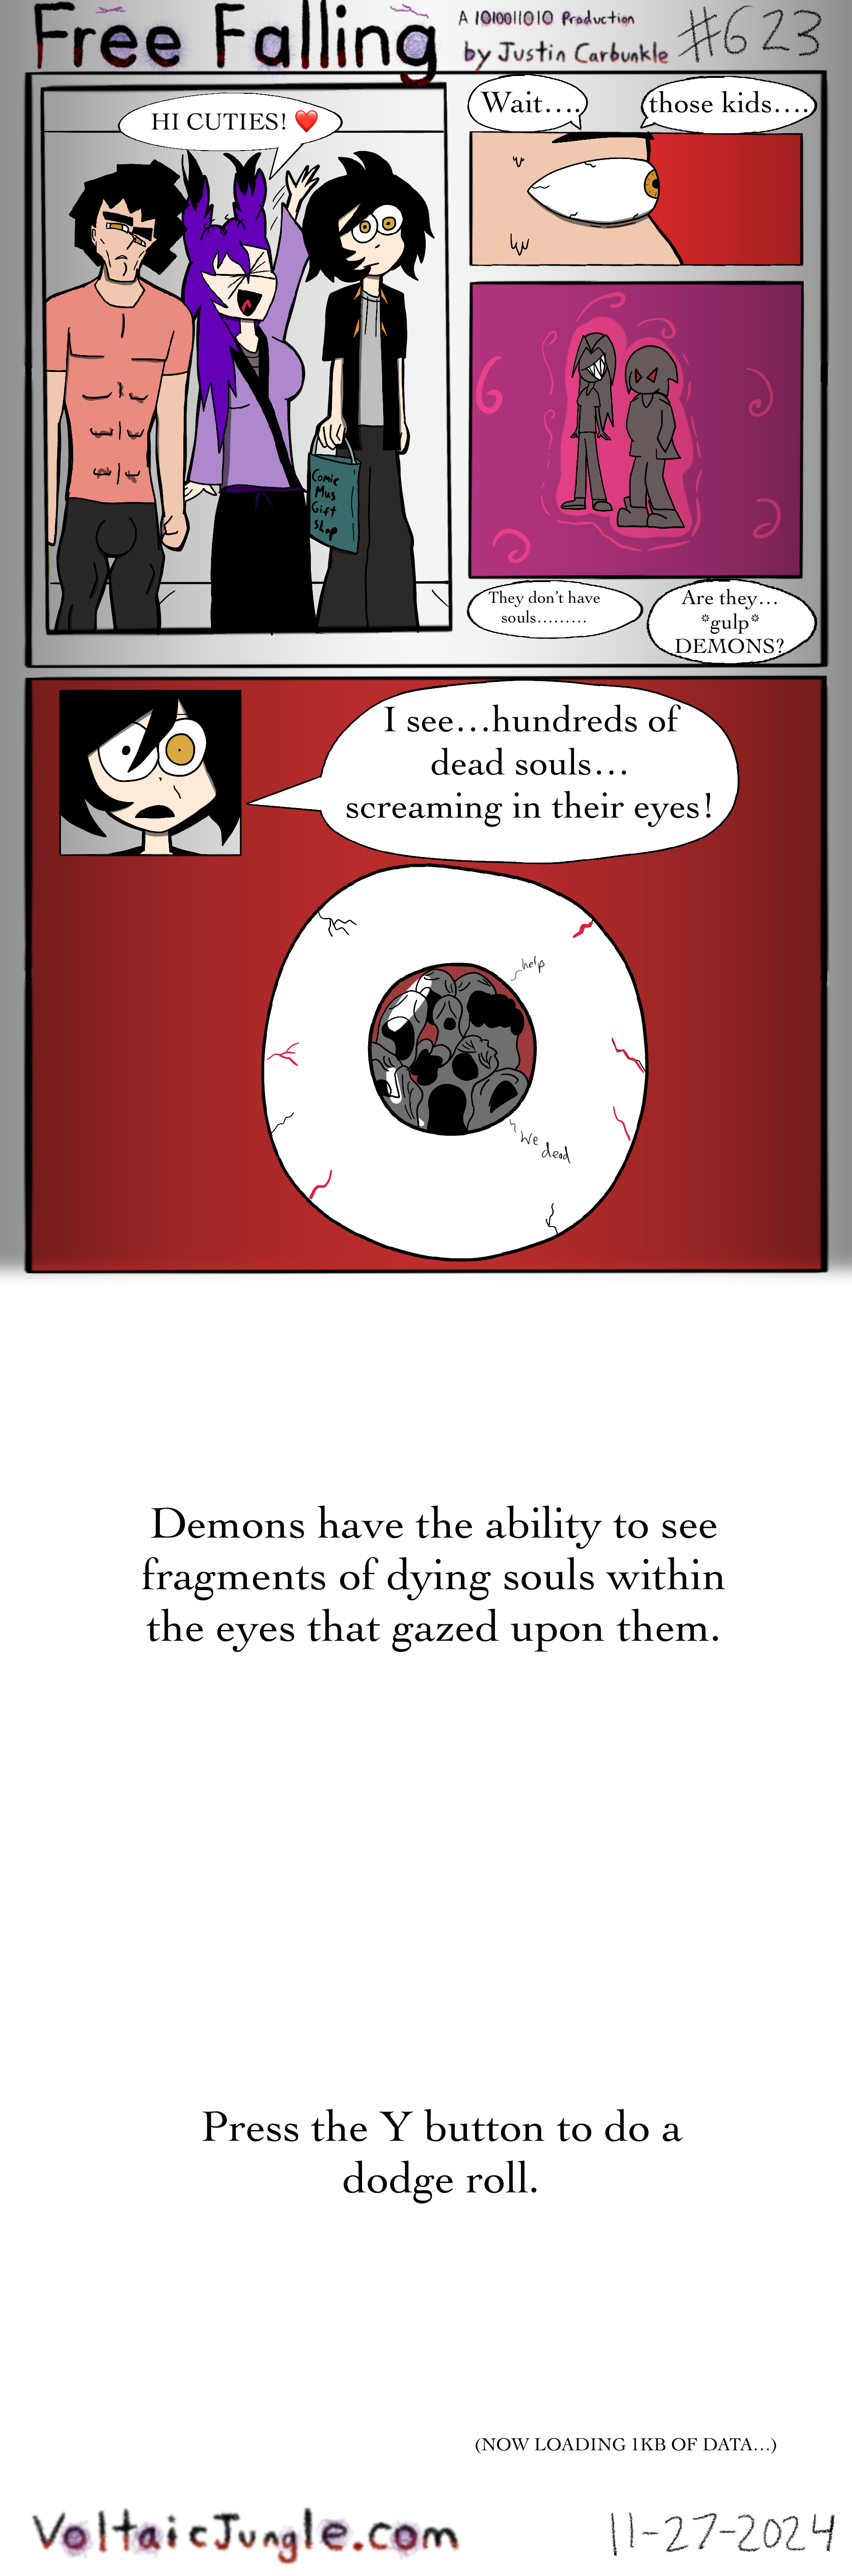 Free Falling
A 1010011010 Production
by Justin Carbunkle
#623
HI CUTIES! ❤️
Comic
Mus
Gift
Shop
Wait....
those kids....
They don't have
souls.........
Are they...
*gulp*
DEMONS?
I see...hundreds of
dead souls...
screaming in their eyes!
help
We
dead
Demons have the ability to see
fragments of dying souls within
the eyes that gazed upon them.
Press the Y button to do a
dodge roll.
(NOW LOADING 1KB OF DATA...)
VoltaicJungle.com
11-27-2024